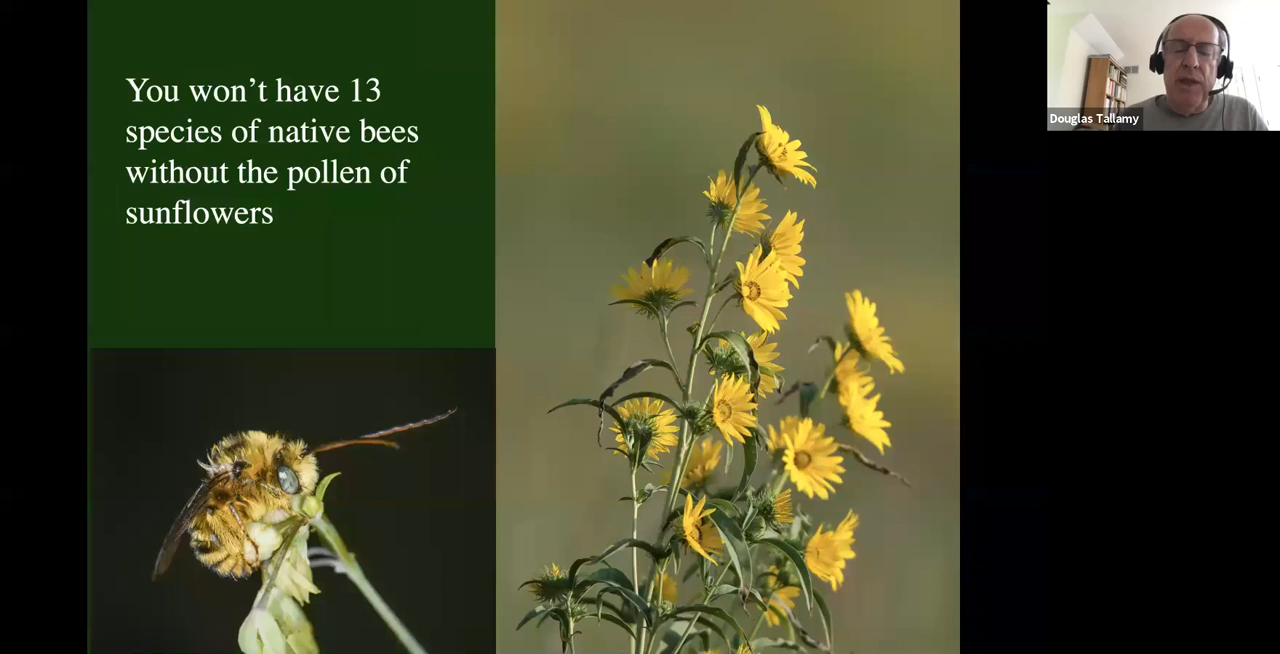 You won’t have 13
species of native bees
without the pollen of
sunflowers
Douglas Tallamy